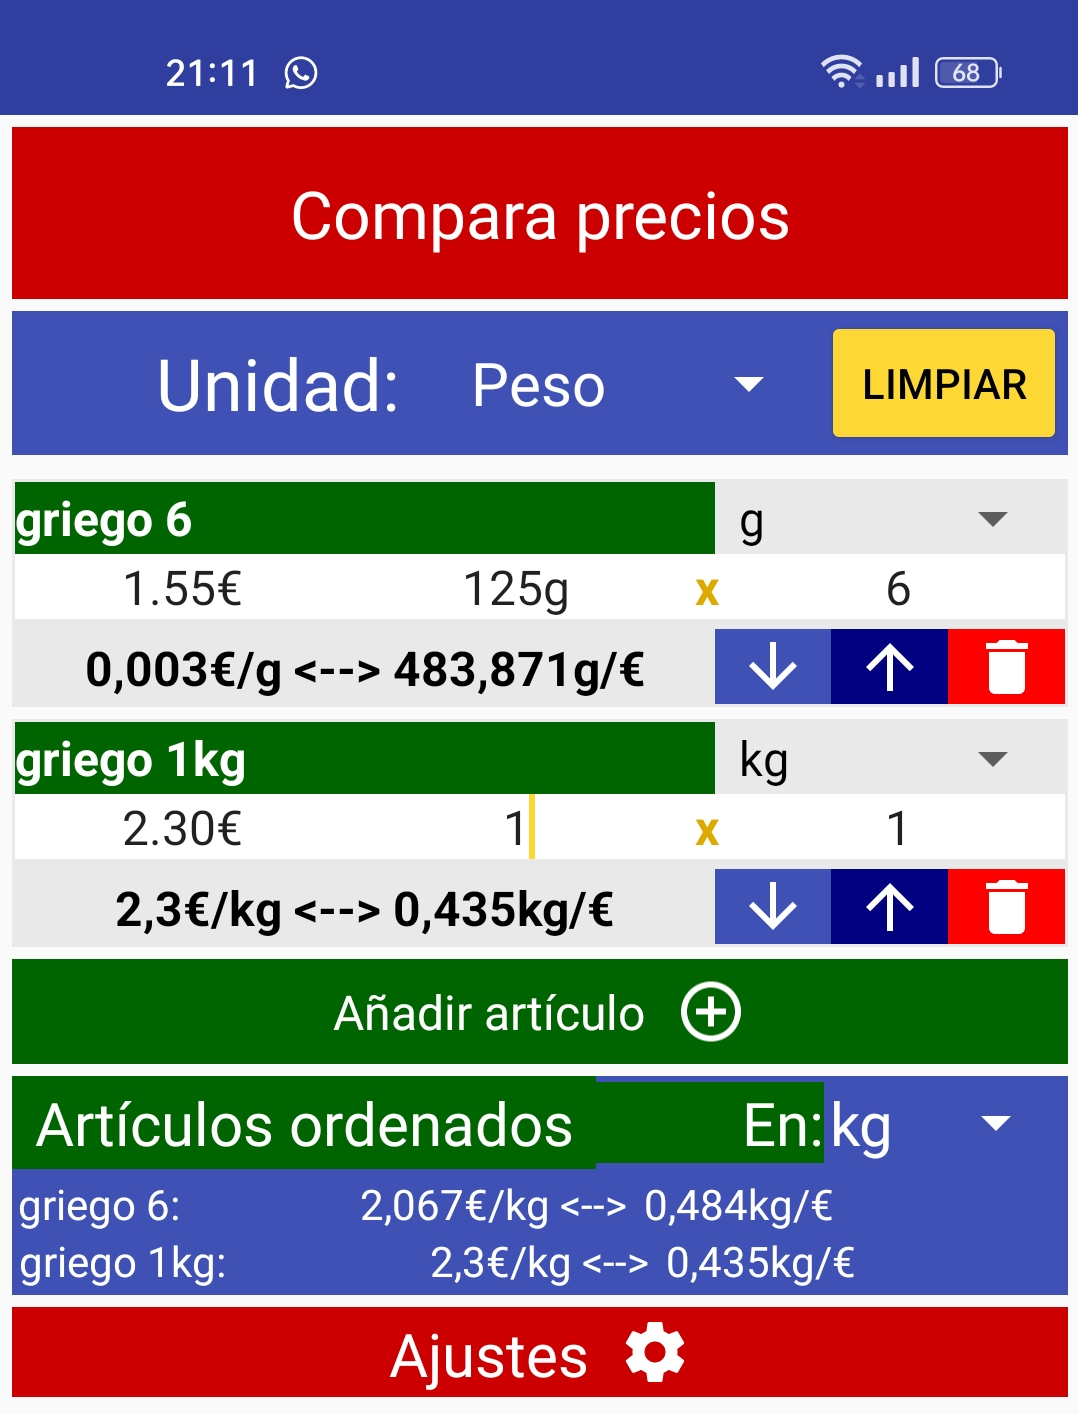 21:11 68
Compara precios
Unidad: Peso LIMPIAR
griego 6 g
1.55€ 125g x 6
0,003€/g <--> 483,871g/€
griego 1kg kg
2.30€ 1 x 1
2,3€/kg <--> 0,435kg/€
Añadir artículo
Artículos ordenados En: kg
griego 6: 2,067€/kg <--> 0,484kg/€
griego 1kg: 2,3€/kg <--> 0,435kg/€
Ajustes